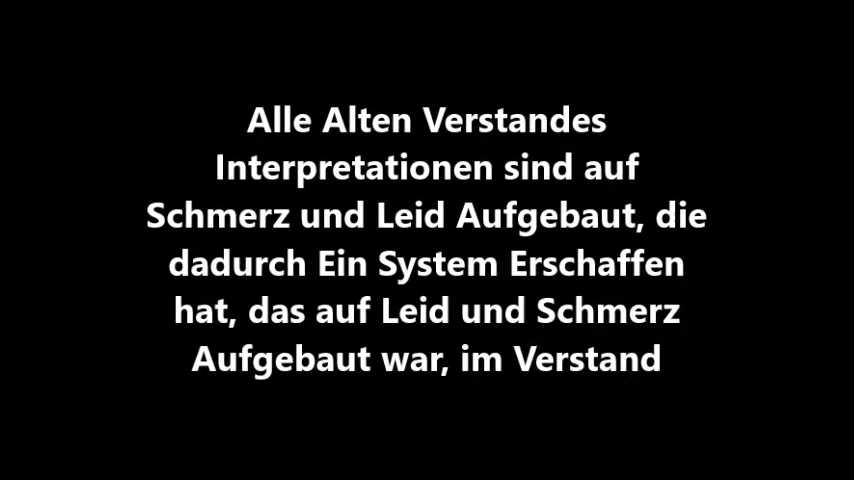 Alle Alten Verstandes
Interpretationen sind auf
Schmerz und Leid Aufgebaut, die
dadurch Ein System Erschaffen
hat, das auf Leid und Schmerz
Aufgebaut war, im Verstand